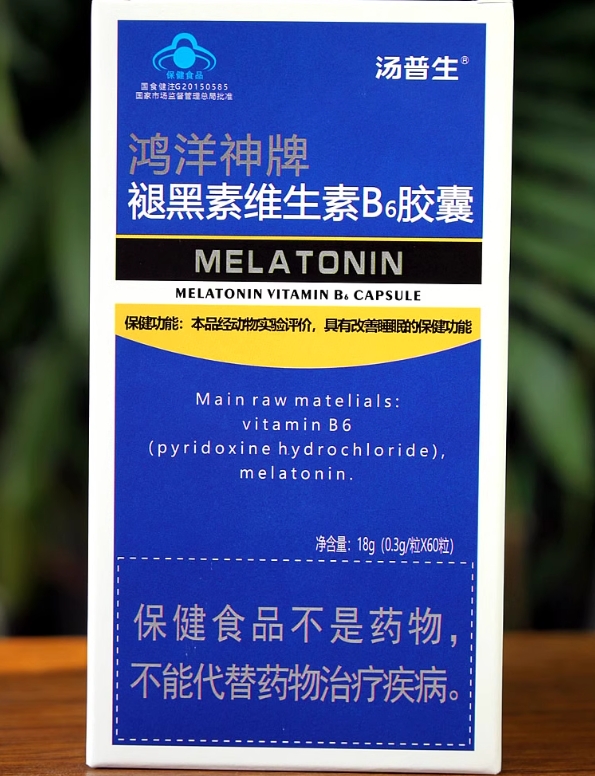 保健食品
国食健注G20150585
国家市场监督管理总局批准
汤普生®
鸿洋神牌
褪黑素维生素B₆胶囊
MELATONIN
MELATONIN VITAMIN B₆ CAPSULE
保健功能：本品经动物实验评价，具有改善睡眠的保健功能
Main raw matelials:
vitamin B6
(pyridoxine hydrochloride),
melatonin.
净含量：18g（0.3g/粒X60粒）
保健食品不是药物，
不能代替药物治疗疾病。